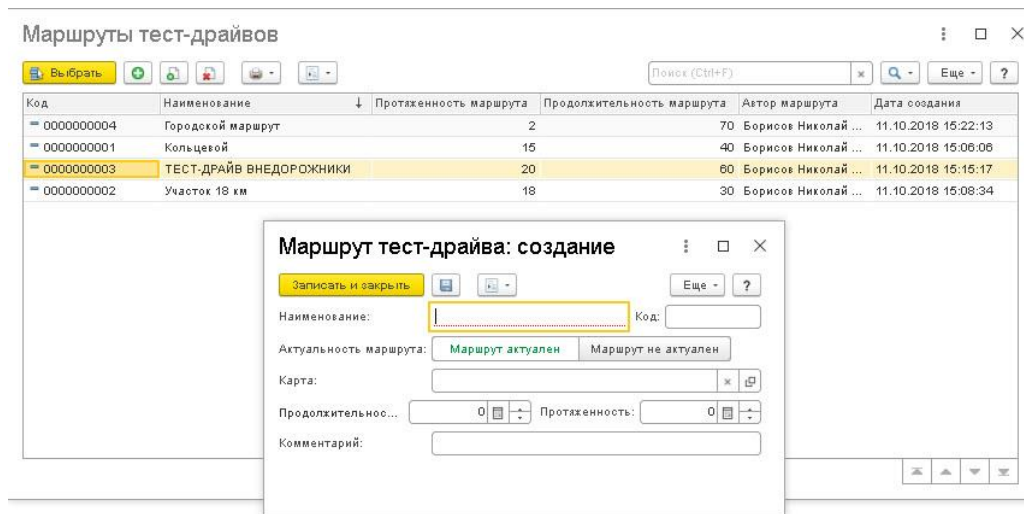 Маршруты тест-драйвов
Выбрать Поиск (Ctrl+F) × Еще ?
Код Наименование ↓ Протяженность маршрута Продолжительность маршрута Автор маршрута Дата создания
0000000004 Городской маршрут 2 70 Борисов Николай ... 11.10.2018 15:22:13
0000000001 Кольцевой 15 40 Борисов Николай ... 11.10.2018 15:06:06
0000000003 ТЕСТ-ДРАЙВ ВНЕДОРОЖНИКИ 20 60 Борисов Николай ... 11.10.2018 15:15:17
0000000002 Участок 18 км 18 30 Борисов Николай ... 11.10.2018 15:08:34
Маршрут тест-драйва: создание
Записать и закрыть Еще ?
Наименование: Код:
Актуальность маршрута: Маршрут актуален Маршрут не актуален
Карта:
Продолжительнос... 0 Протяженность: 0
Комментарий: